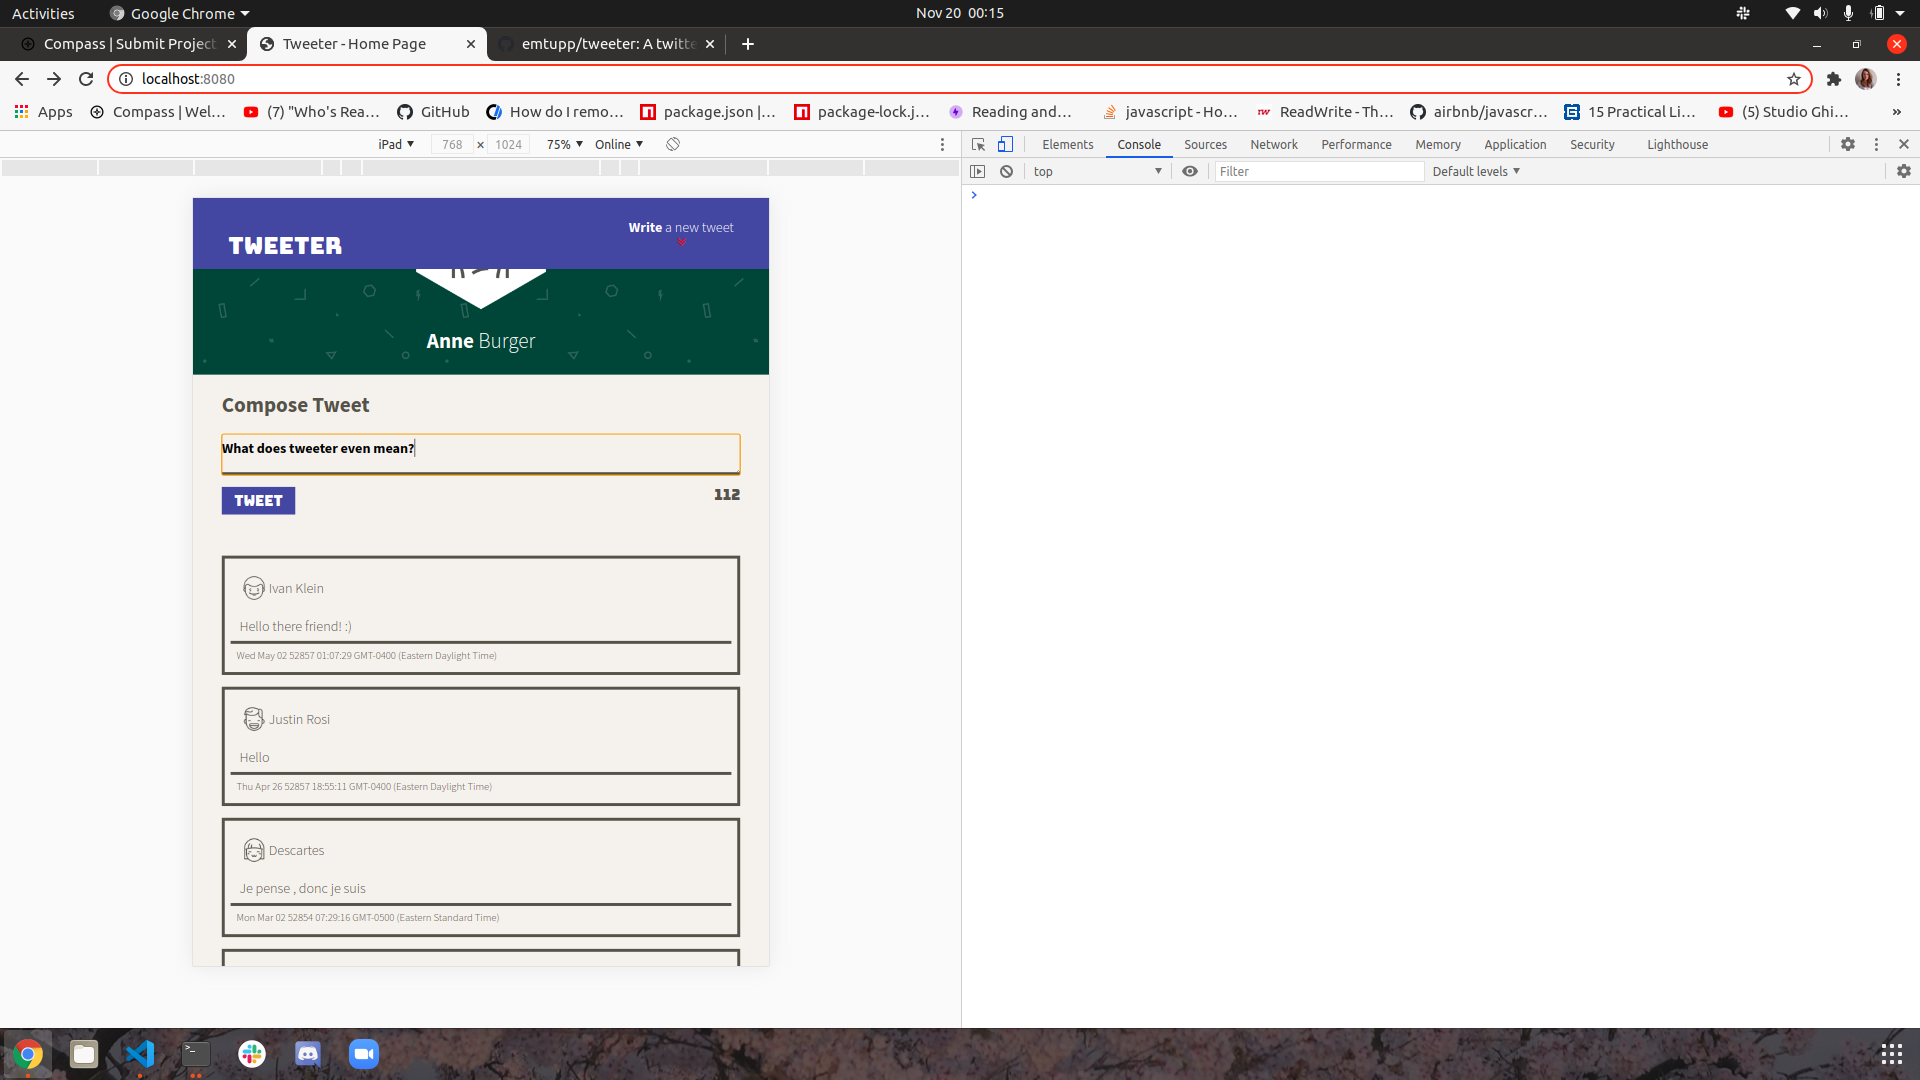 Activities
Google Chrome
Nov 20 00:15
Compass | Submit Project
Tweeter - Home Page
emtupp/tweeter: A twitte
localhost:8080
Apps
Compass | Wel...
(7) "Who's Rea...
GitHub
How do I remo...
package.json |...
package-lock.j...
Reading and...
javascript - Ho...
ReadWrite - Th...
airbnb/javascr...
15 Practical Li...
(5) Studio Ghi...
»
iPad
768 × 1024
75%
Online
Elements
Console
Sources
Network
Performance
Memory
Application
Security
Lighthouse
top
Filter
Default levels
TWEETER
Write a new tweet
Anne Burger
Compose Tweet
What does tweeter even mean?
TWEET
112
Ivan Klein
Hello there friend! :)
Wed May 02 52857 01:07:29 GMT-0400 (Eastern Daylight Time)
Justin Rosi
Hello
Thu Apr 26 52857 18:55:11 GMT-0400 (Eastern Daylight Time)
Descartes
Je pense , donc je suis
Mon Mar 02 52854 07:29:16 GMT-0500 (Eastern Standard Time)